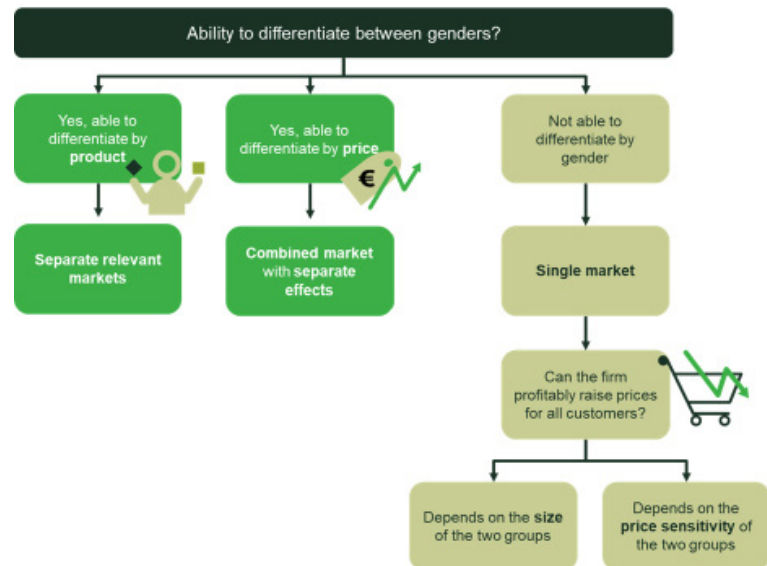 Ability to differentiate between genders?
Yes, able to
differentiate by
product
Yes, able to
differentiate by price
€
Not able to
differentiate by
gender
Separate relevant
markets
Combined market
with separate
effects
Single market
Can the firm
profitably raise prices
for all customers?
Depends on the size
of the two groups
Depends on the
price sensitivity of
the two groups